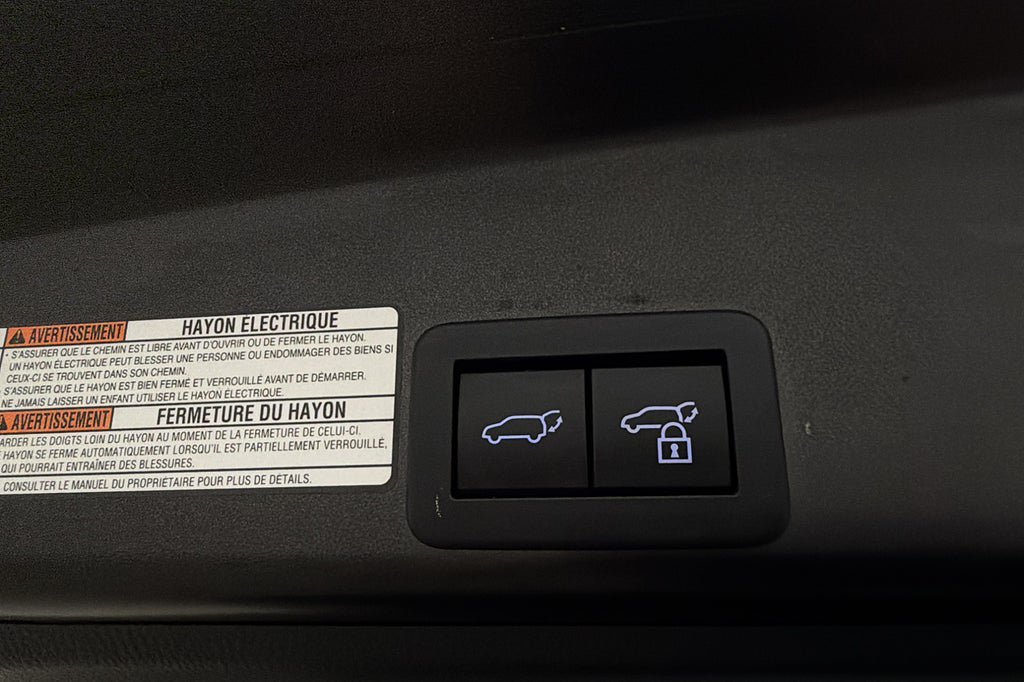 AVERTISSEMENT HAYON ÉLECTRIQUE
• S'ASSURER QUE LE CHEMIN EST LIBRE AVANT D'OUVRIR OU DE FERMER LE HAYON.
UN HAYON ÉLECTRIQUE PEUT BLESSER UNE PERSONNE OU ENDOMMAGER DES BIENS SI
CEUX-CI SE TROUVENT DANS SON CHEMIN.
S'ASSURER QUE LE HAYON EST BIEN FERMÉ ET VERROUILLÉ AVANT DE DÉMARRER.
NE JAMAIS LAISSER UN ENFANT UTILISER LE HAYON ÉLECTRIQUE.
AVERTISSEMENT FERMETURE DU HAYON
LES DOIGTS LOIN DU HAYON AU MOMENT DE LA FERMETURE DE CELUI-CI.
HAYON SE FERME AUTOMATIQUEMENT LORSQU'IL EST PARTIELLEMENT VERROUILLÉ,
QUI POURRAIT ENTRAÎNER DES BLESSURES.
CONSULTER LE MANUEL DU PROPRIÉTAIRE POUR PLUS DE DÉTAILS.